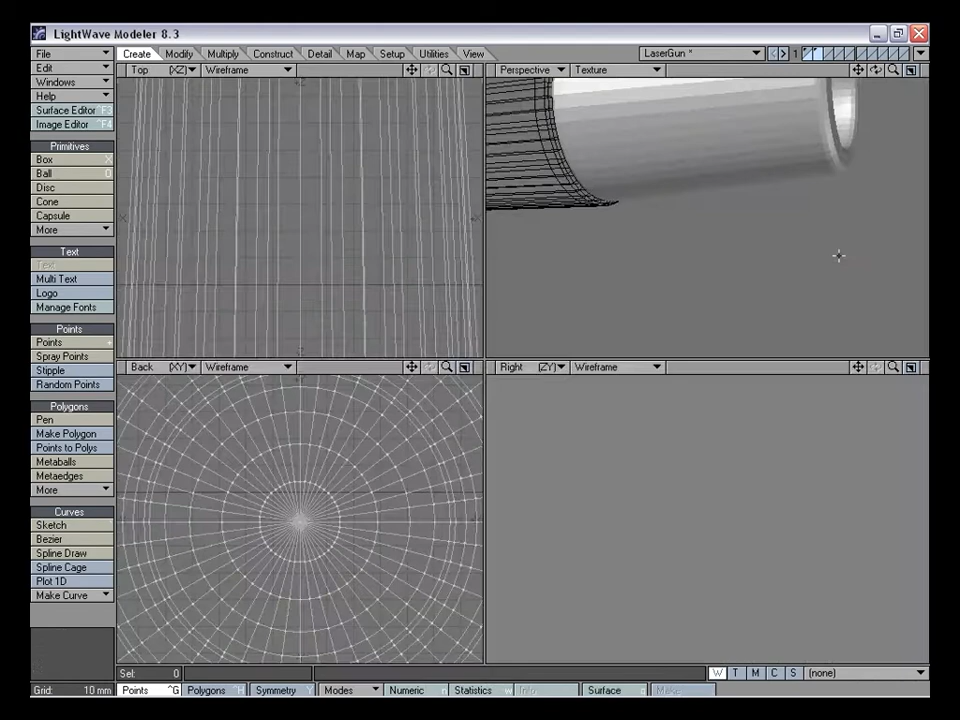 LightWave Modeler 8.3
File Create Modify Multiply Construct Detail Map Setup Utilities View LaserGun * 1
Edit Top (XZ) Wireframe Perspective Texture
Windows
Help
Surface Editor F3
Image Editor ^F4
Primitives
Box X
Ball O
Disc
Cone
Capsule
More
Text
Text
Multi Text
Logo
Manage Fonts
Points
Points +
Spray Points
Stipple
Random Points
Back (XY) Wireframe Right (ZY) Wireframe
Polygons
Pen
Make Polygon
Points to Polys
Metaballs
Metaedges
More
Curves
Sketch
Bezier
Spline Draw
Spline Cage
Plot 1D
Make Curve
Sel: 0 W T M C S (none)
Grid: 10 mm Points ^G Polygons ^H Symmetry Y Modes Numeric n Statistics w Info Surface q